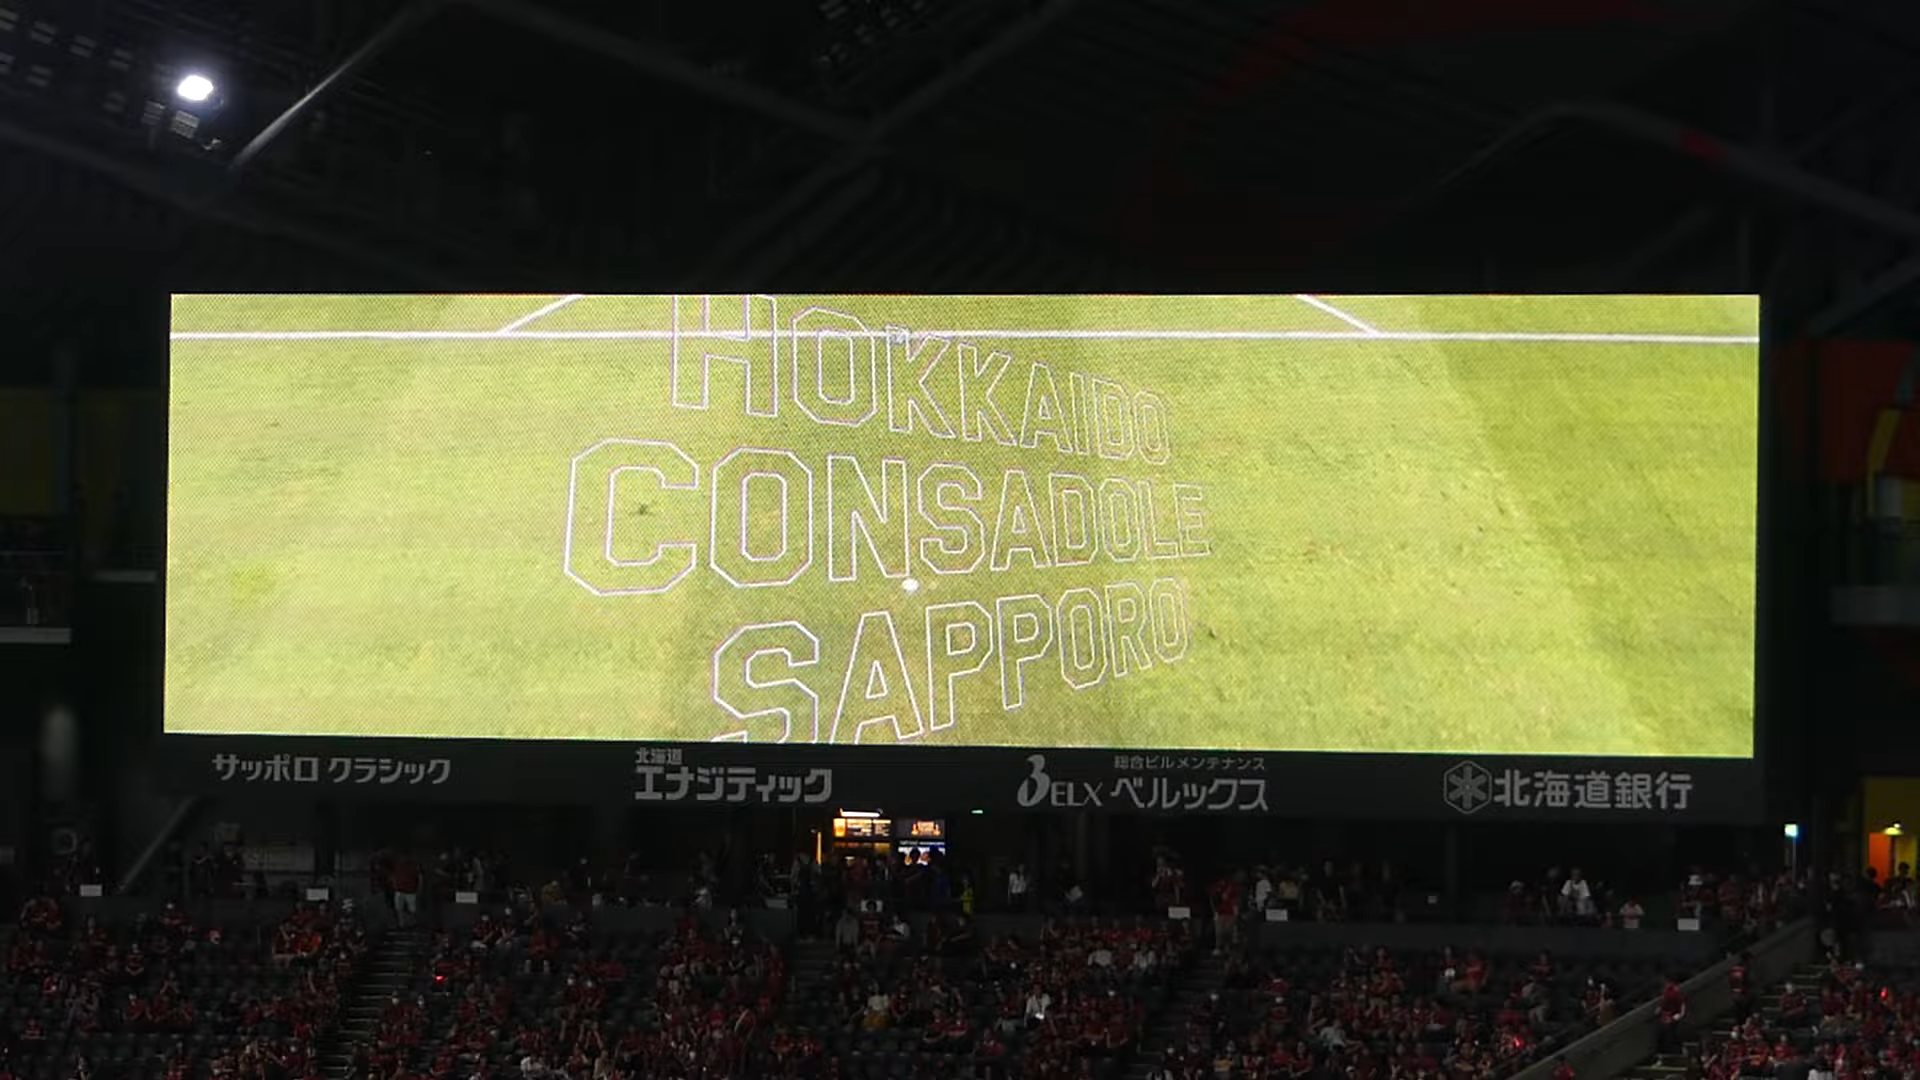 HOKKAIDO
CONSADOLE
SAPPORO
サッポロ クラシック
北海道
エナジティック
BELX
総合ビルメンテナンス
ベルックス
北海道銀行